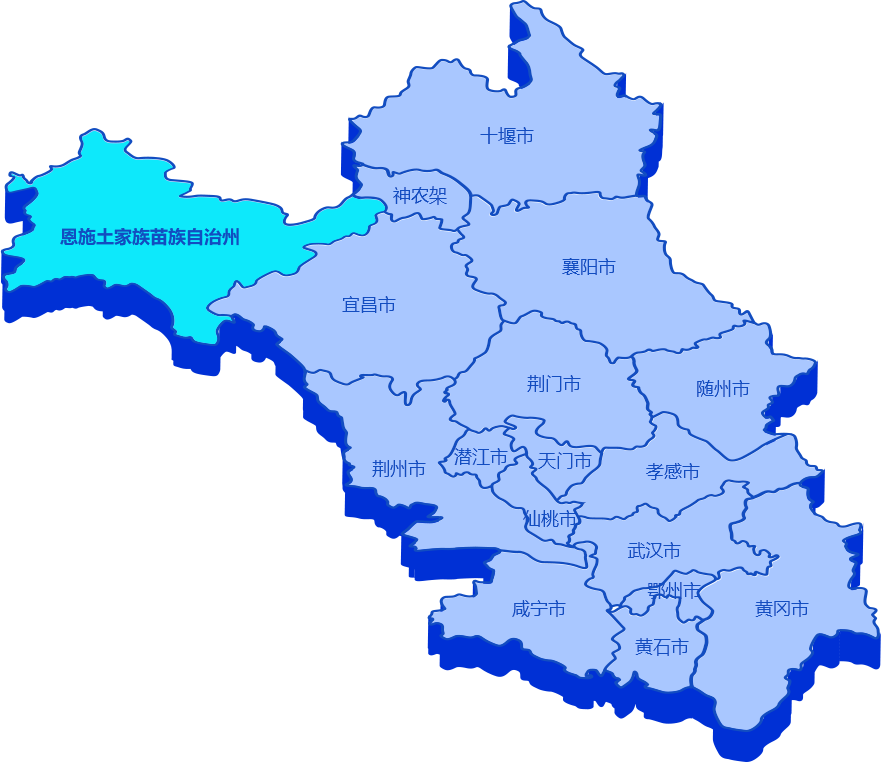 十堰市
神农架
恩施土家族苗族自治州
襄阳市
宜昌市
荆门市
随州市
潜江市
天门市
荆州市
孝感市
仙桃市
武汉市
鄂州市
咸宁市
黄冈市
黄石市